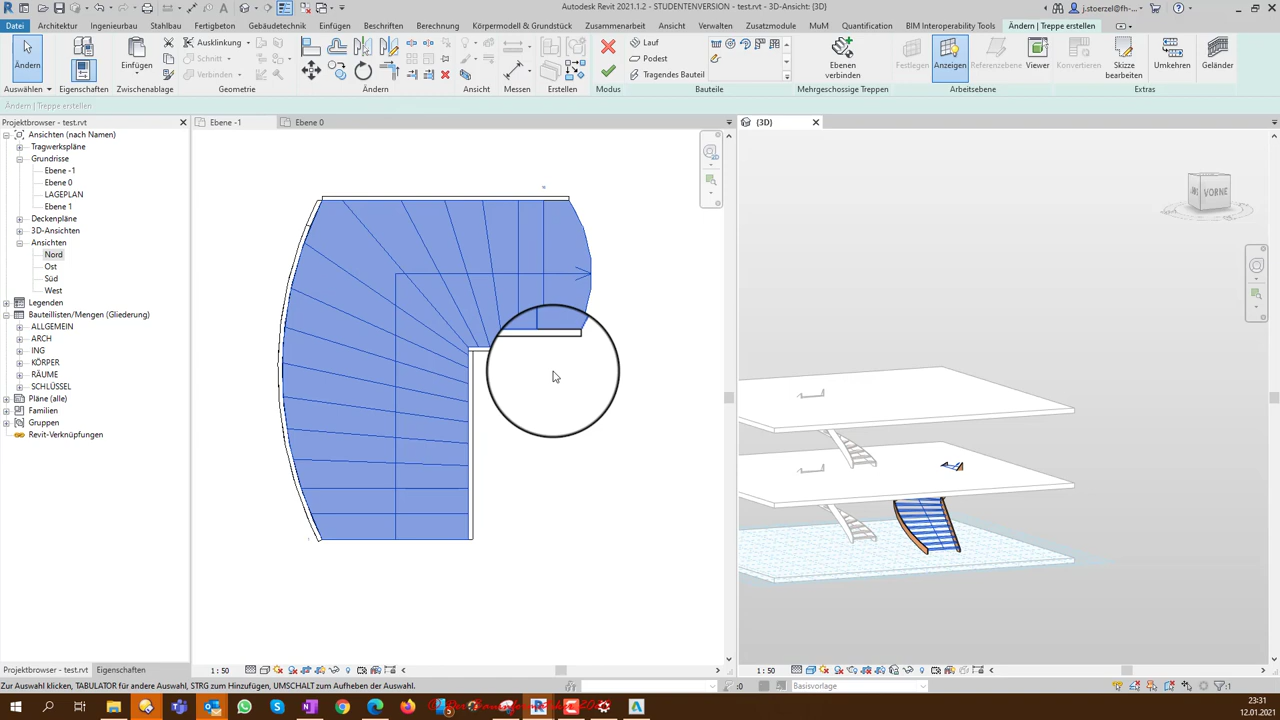 Autodesk Revit 2021.1.2 - STUDENTENVERSION - test.rvt - 3D-Ansicht: {3D}
j.stoerzel@fh-...
Datei Architektur Ingenieurbau Stahlbau Fertigbeton Gebäudetechnik Einfügen Beschriften Berechnung Körpermodell & Grundstück Zusammenarbeit Ansicht Verwalten Zusatzmodule MuM Quantification BIM Interoperability Tools Ändern | Treppe erstellen
Ausklinkung
Schnitt
Verbinden
Lauf
Podest
Tragendes Bauteil
Ändern Einfügen Ebenen verbinden Festlegen Anzeigen Referenzebene Viewer Konvertieren Skizze bearbeiten Umkehren Geländer
Auswählen Eigenschaften Zwischenablage Geometrie Ändern Ansicht Messen Erstellen Modus Bauteile Mehrgeschossige Treppen Arbeitsebene Extras
Ändern | Treppe erstellen
Projektbrowser - test.rvt
Ebene -1
Ebene 0
{3D}
Ansichten (nach Namen)
Tragwerkspläne
Grundrisse
Ebene -1
Ebene 0
LAGEPLAN
Ebene 1
Deckenpläne
3D-Ansichten
Ansichten
Nord
Ost
Süd
West
Legenden
Bauteillisten/Mengen (Gliederung)
ALLGEMEIN
ARCH
ING
KÖRPER
RÄUME
SCHLÜSSEL
Pläne (alle)
Familien
Gruppen
Revit-Verknüpfungen
VORNE
Projektbrowser - test.rvt Eigenschaften
1 : 50
1 : 50
Zur Auswahl klicken, TABULATOR für andere Auswahl, STRG zum Hinzufügen, UMSCHALT zum Aufheben der Auswahl.
:0
Basisvorlage
:1
23:31
12.01.2021